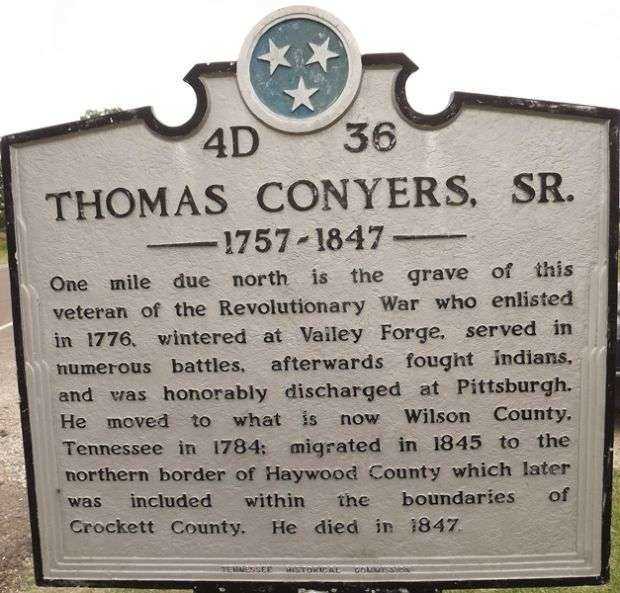 4D 36
THOMAS CONYERS, SR.
1757-1847
One mile due north is the grave of this
veteran of the Revolutionary War who enlisted
in 1776, wintered at Valley Forge, served in
numerous battles, afterwards fought Indians,
and was honorably discharged at Pittsburgh.
He moved to what is now Wilson County,
Tennessee in 1784; migrated in 1845 to the
northern border of Haywood County which later
was included within the boundaries of
Crockett County. He died in 1847.
TENNESSEE HISTORICAL COMMISSION